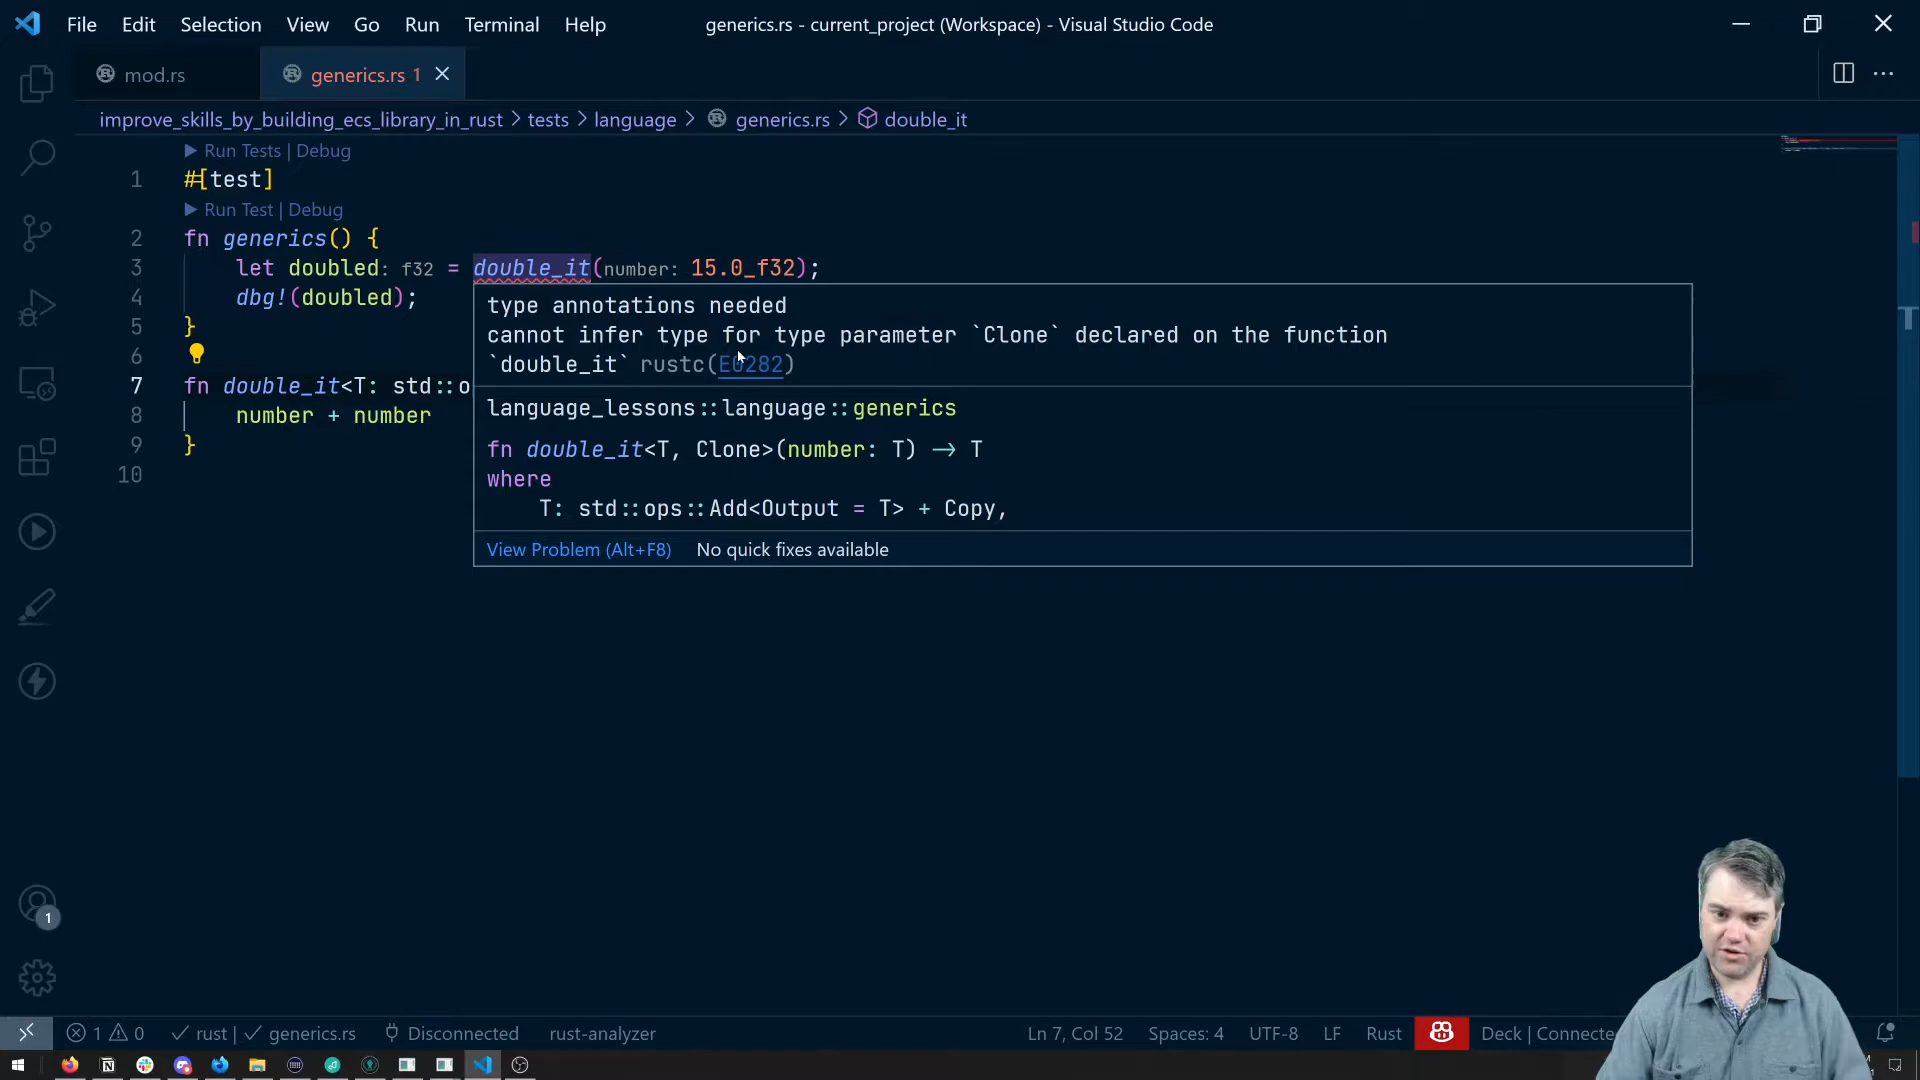 File Edit Selection View Go Run Terminal Help generics.rs - current_project (Workspace) - Visual Studio Code
mod.rs generics.rs 1
improve_skills_by_building_ecs_library_in_rust > tests > language > generics.rs > double_it
Run Tests | Debug
1 #[test]
Run Test | Debug
2 fn generics() {
3 let doubled: f32 = double_it(number: 15.0_f32);
4 dbg!(doubled);
5 }
6
7 fn double_it<T: std::o
8 number + number
9 }
10
type annotations needed
cannot infer type for type parameter `Clone` declared on the function
`double_it` rustc(E0282)
language_lessons::language::generics
fn double_it<T, Clone>(number: T) -> T
where
T: std::ops::Add<Output = T> + Copy,
View Problem (Alt+F8) No quick fixes available
1
1 0 rust | generics.rs Disconnected rust-analyzer Ln 7, Col 52 Spaces: 4 UTF-8 LF Rust Deck | Connecte